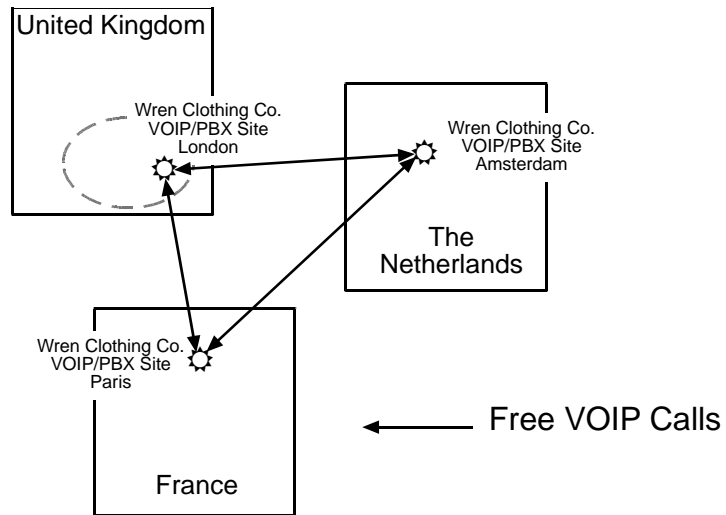 United Kingdom
Wren Clothing Co.
VOIP/PBX Site
London
Wren Clothing Co.
VOIP/PBX Site
Amsterdam
The
Netherlands
Wren Clothing Co.
VOIP/PBX Site
Paris
Free VOIP Calls
France